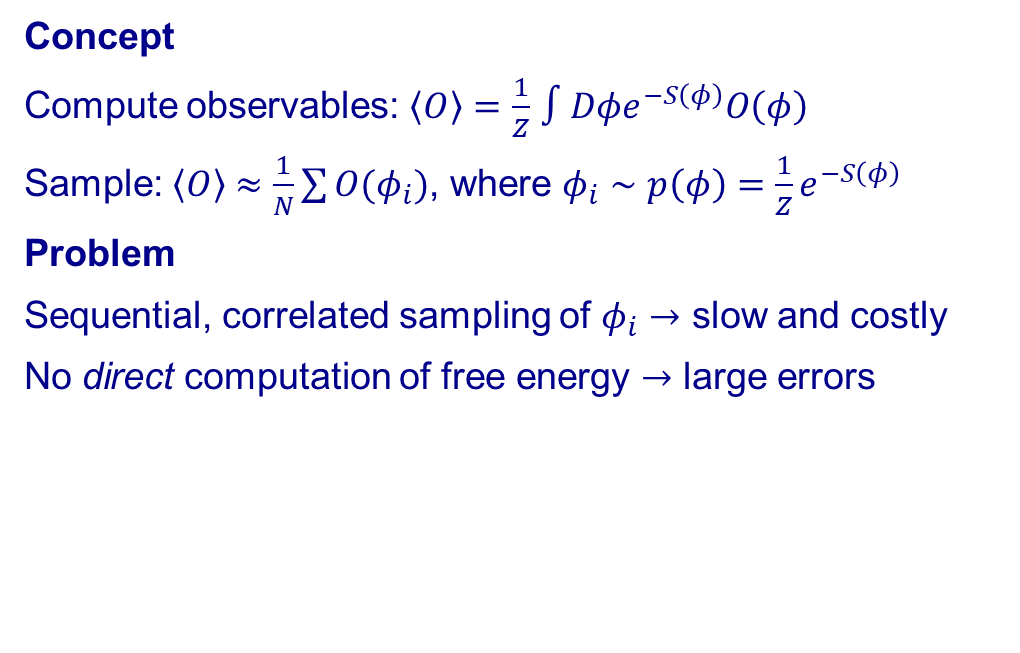 Concept
Compute observables: ⟨O⟩ = 1/Z ∫ Dϕe^{−S(ϕ)}O(ϕ)
Sample: ⟨O⟩ ≈ 1/N ∑ O(ϕ_i), where ϕ_i ~ p(ϕ) = 1/Z e^{−S(ϕ)}
Problem
Sequential, correlated sampling of ϕ_i → slow and costly
No direct computation of free energy → large errors